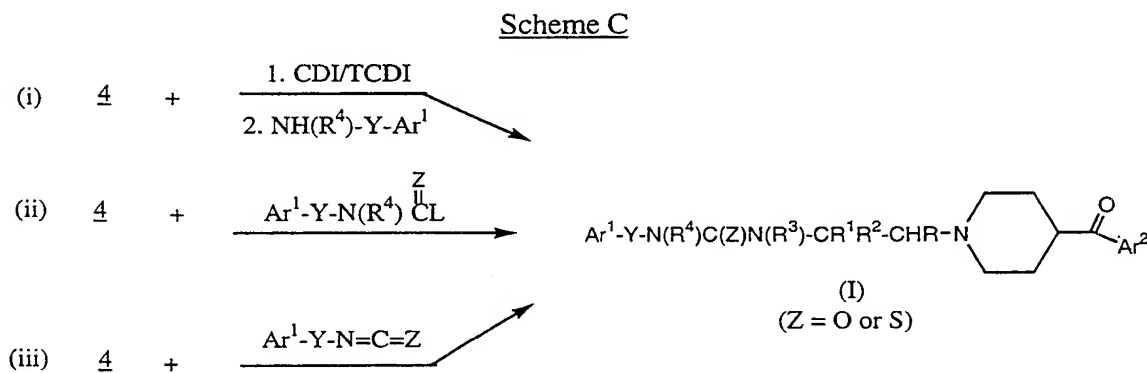 Scheme C
(i) 4 + 1. CDI/TCDI
2. NH(R⁴)-Y-Ar¹
(ii) 4 + Ar¹-Y-N(R⁴) CL
Z
Ar¹-Y-N(R⁴)C(Z)N(R³)-CR¹R²-CHR-N
O
Ar²
(I)
(Z = O or S)
(iii) 4 + Ar¹-Y-N=C=Z